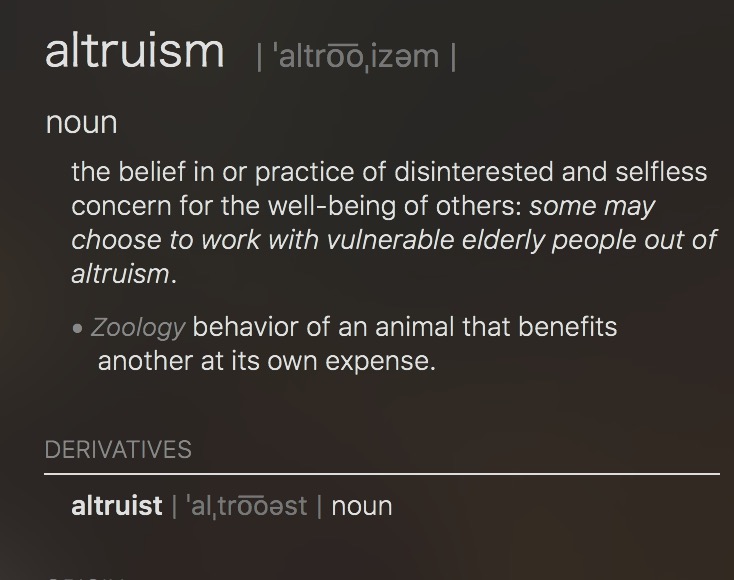 altruism | ˈaltro͞oˌizəm |
noun
the belief in or practice of disinterested and selfless
concern for the well-being of others: some may
choose to work with vulnerable elderly people out of
altruism.
• Zoology behavior of an animal that benefits
another at its own expense.
DERIVATIVES
altruist | ˈalˌtro͞oəst | noun